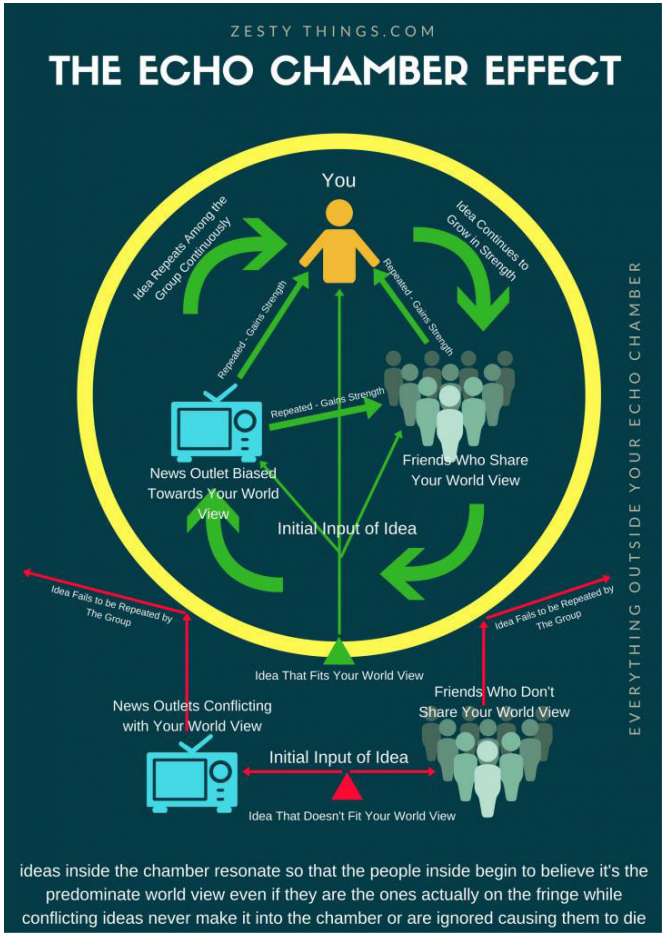 ZESTY THINGS.COM
THE ECHO CHAMBER EFFECT
You
Idea Repeats Among the
Group Continuously
Idea Continues to
Grow in Strength
Repeated - Gains Strength
Repeated - Gains Strength
Repeated - Gains Strength
News Outlet Biased
Towards Your World
View
Friends Who Share
Your World View
Initial Input of Idea
EVERYTHING OUTSIDE YOUR ECHO CHAMBER
Idea Fails to be Repeated by
The Group
Idea Fails to be Repeated by
The Group
Idea That Fits Your World View
News Outlets Conflicting
with Your World View
Friends Who Don't
Share Your World View
Initial Input of Idea
Idea That Doesn't Fit Your World View
ideas inside the chamber resonate so that the people inside begin to believe it's the
predominate world view even if they are the ones actually on the fringe while
conflicting ideas never make it into the chamber or are ignored causing them to die